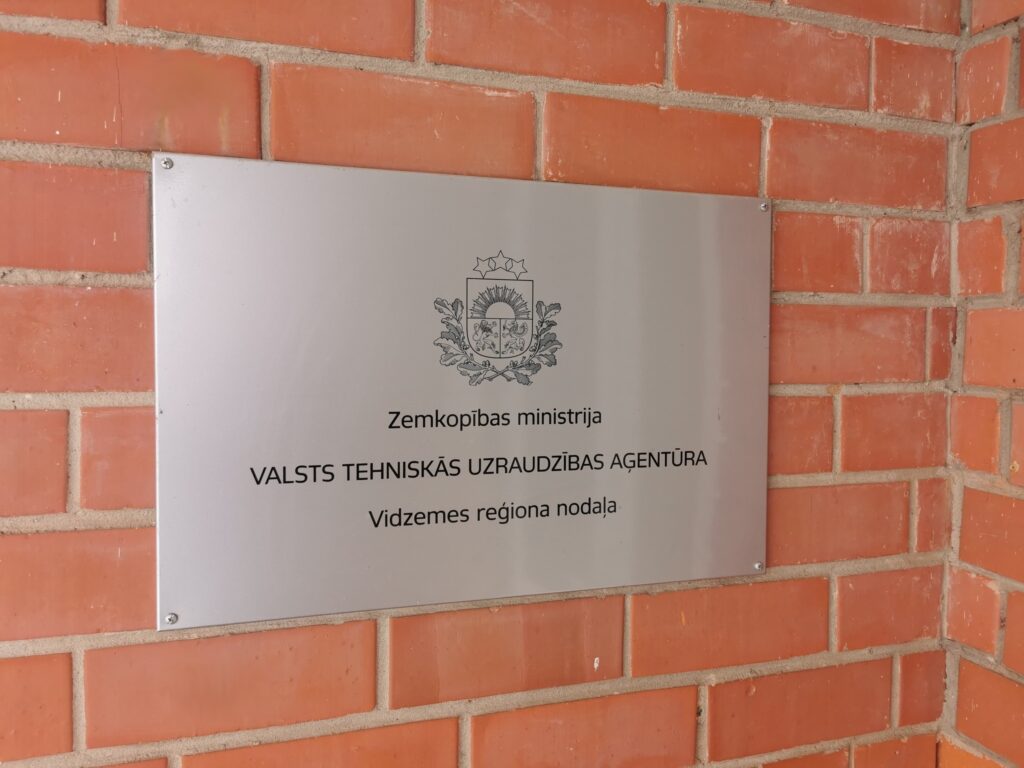 Zemkopības ministrija
VALSTS TEHNISKĀS UZRAUDZĪBAS AĢENTŪRA
Vidzemes reģiona nodaļa